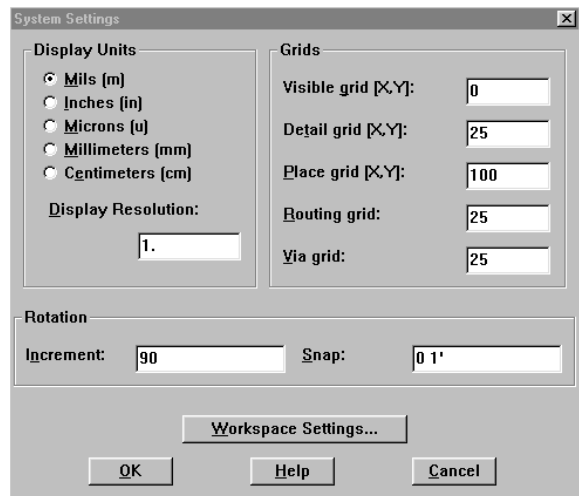 System Settings
Display Units
Mils (m)
Inches (in)
Microns (u)
Millimeters (mm)
Centimeters (cm)
Display Resolution:
1.
Grids
Visible grid [X,Y]: 0
Detail grid [X,Y]: 25
Place grid [X,Y]: 100
Routing grid: 25
Via grid: 25
Rotation
Increment: 90 Snap: 0 1'
Workspace Settings...
OK Help Cancel